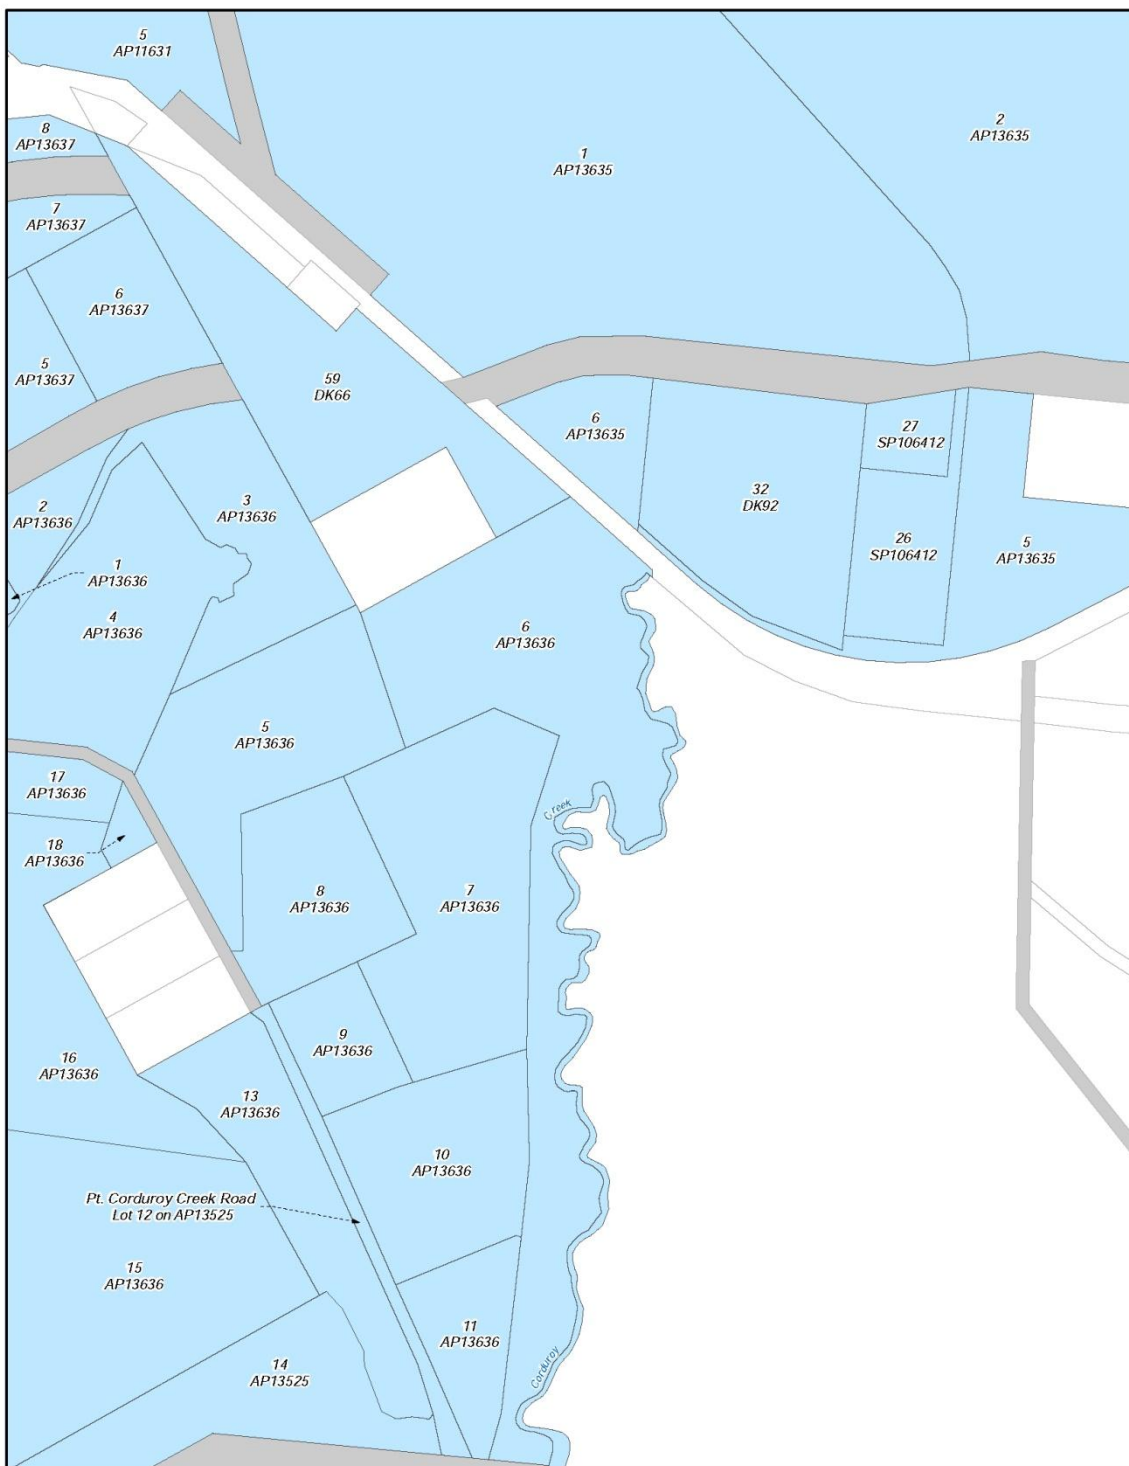 5
AP11631
2
AP13635
1
AP13635
8
AP13637
7
AP13637
6
AP13637
5
AP13637
59
DK66
6
AP13635
27
SP106412
32
DK92
26
SP106412
5
AP13635
2
AP13636
3
AP13636
1
AP13636
4
AP13636
6
AP13636
5
AP13636
17
AP13636
18
AP13636
Creek
8
AP13636
7
AP13636
9
AP13636
16
AP13636
13
AP13636
10
AP13636
Pt. Corduroy Creek Road
Lot 12 on AP13525
15
AP13636
11
AP13636
14
AP13525
Corduroy